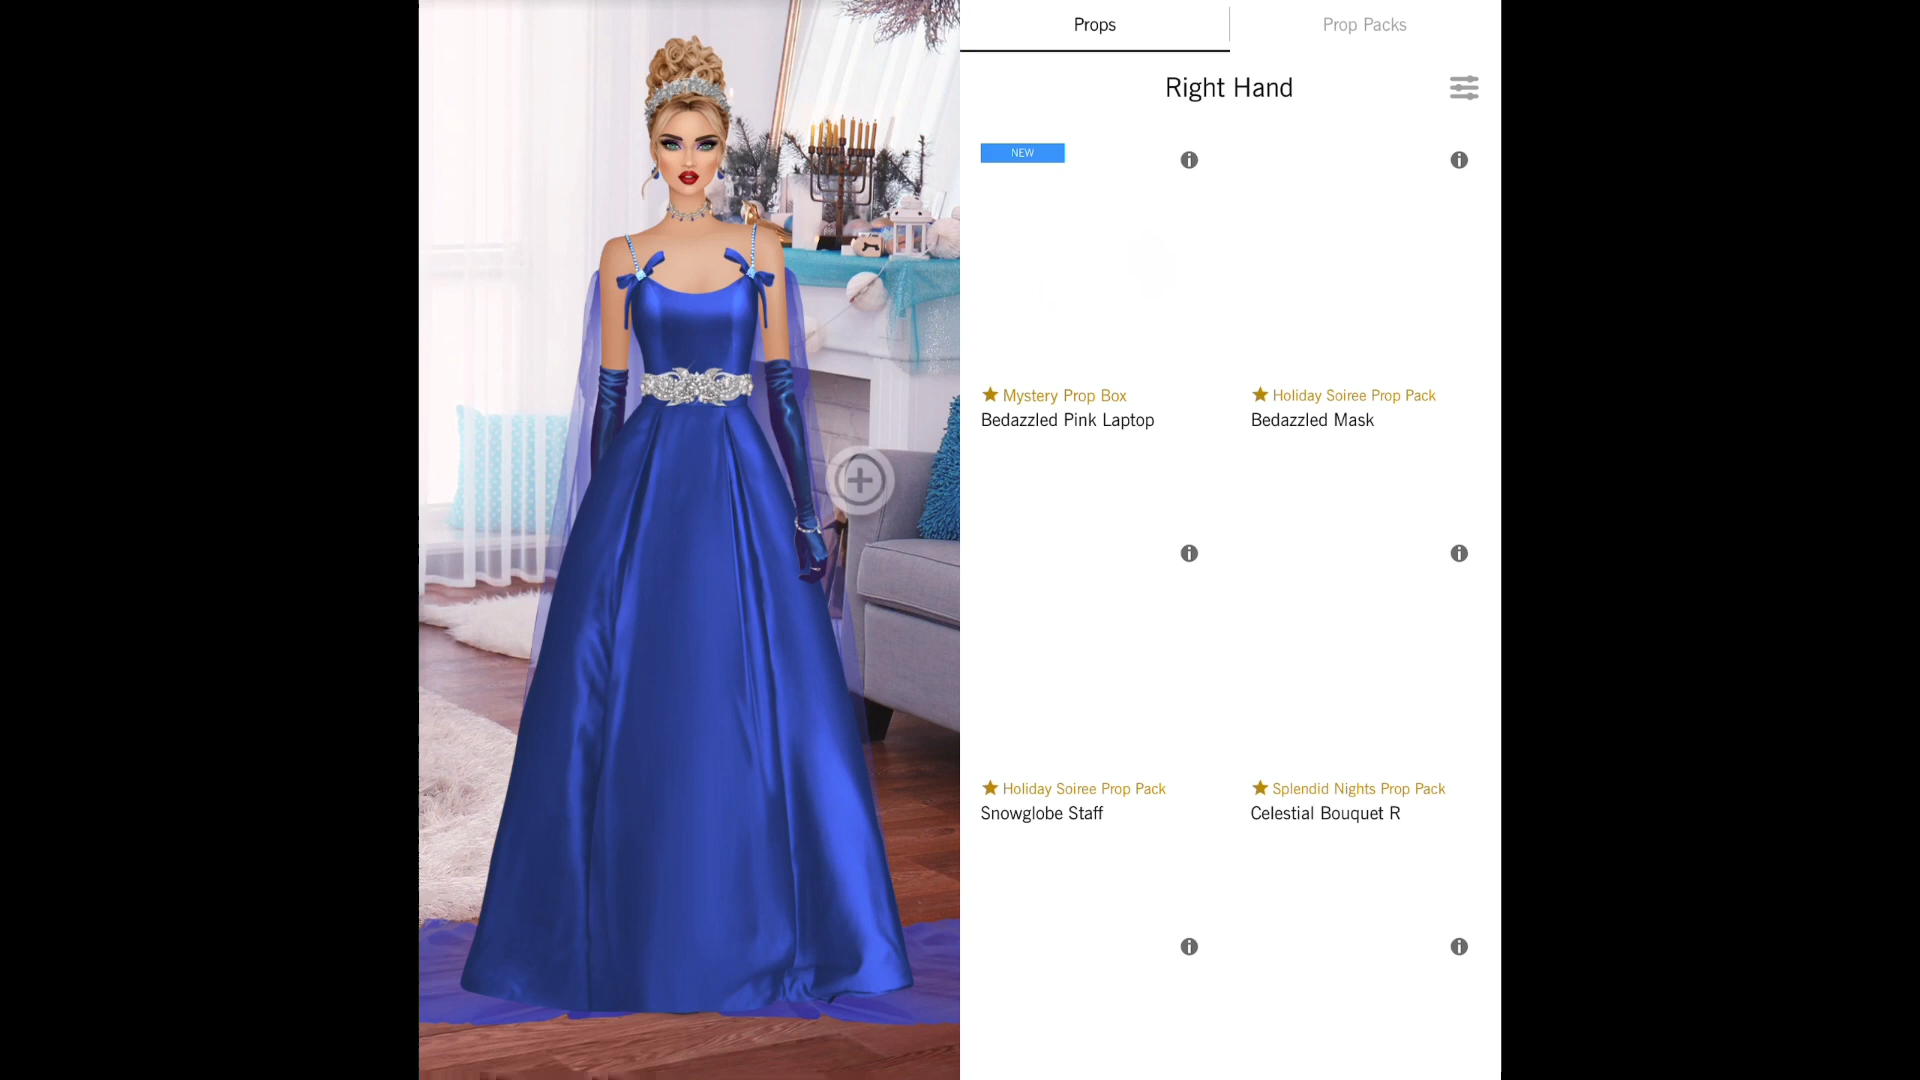 Props
Prop Packs
Right Hand
NEW
Mystery Prop Box
Bedazzled Pink Laptop
Holiday Soiree Prop Pack
Bedazzled Mask
Holiday Soiree Prop Pack
Snowglobe Staff
Splendid Nights Prop Pack
Celestial Bouquet R